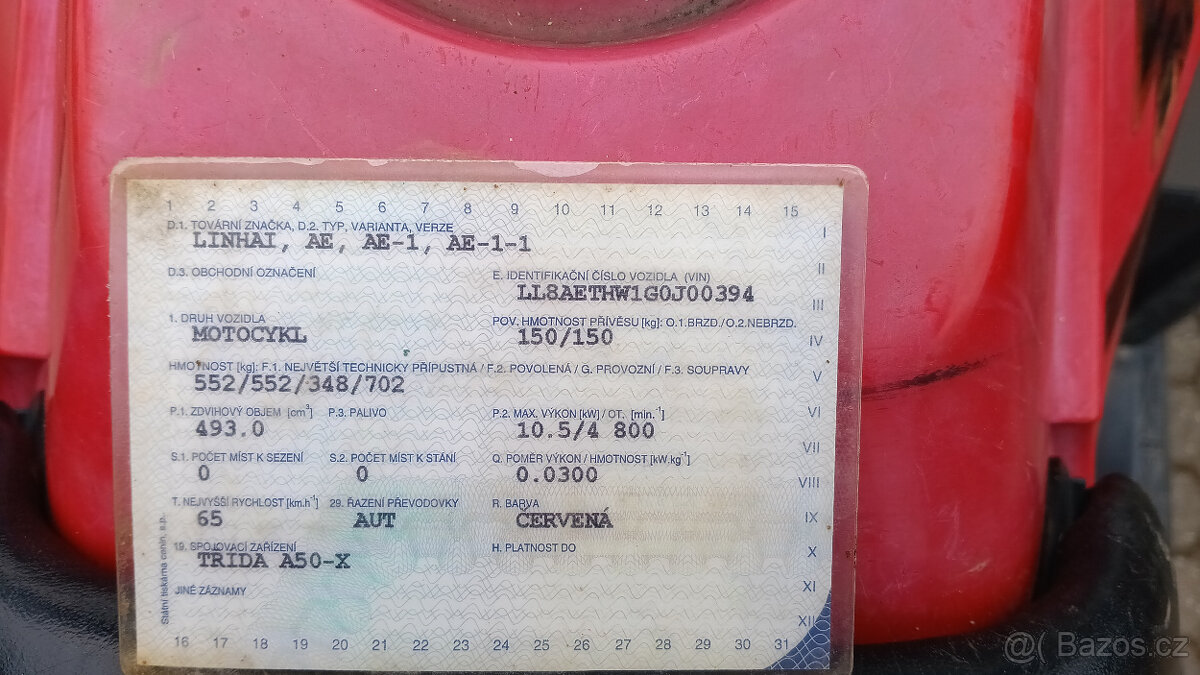 1 2 3 4 5 6 7 8 9 10 11 12 13 14 15
D.1. TOVÁRNÍ ZNAČKA, D.2. TYP, VARIANTA, VERZE
LINHAI, AE, AE-1, AE-1-1
I
D.3. OBCHODNÍ OZNAČENÍ
E. IDENTIFIKAČNÍ ČÍSLO VOZIDLA (VIN)
II
LL8AETHW1G0J00394
III
1. DRUH VOZIDLA
POV. HMOTNOST PŘÍVĚSU [kg]: O.1.BRZD./O.2.NEBRZD.
MOTOCYKL
150/150
IV
HMOTNOST [kg]: F.1. NEJVĚTŠÍ TECHNICKY PŘÍPUSTNÁ / F.2. POVOLENÁ / G. PROVOZNÍ / F.3. SOUPRAVY
552/552/348/702
V
P.1. ZDVIHOVÝ OBJEM [cm³] P.3. PALIVO
P.2. MAX. VÝKON [kW] / OT. [min.⁻¹]
VI
493.0
10.5/4 800
VII
S.1. POČET MÍST K SEZENÍ S.2. POČET MÍST K STÁNÍ
Q. POMĚR VÝKON / HMOTNOST [kW.kg⁻¹]
0 0
0.0300
VIII
T. NEJVYŠŠÍ RYCHLOST [km.h⁻¹] 29. ŘAZENÍ PŘEVODOVKY
R. BARVA
65 AUT
ČERVENÁ
IX
19. SPOJOVACÍ ZAŘÍZENÍ
H. PLATNOST DO
X
TŘIDA A50-X
JINÉ ZÁZNAMY
XI
XII
16 17 18 19 20 21 22 23 24 25 26 27 28 29 30 31
Státní tiskárna cenin, s.p.
@( Bazos.cz